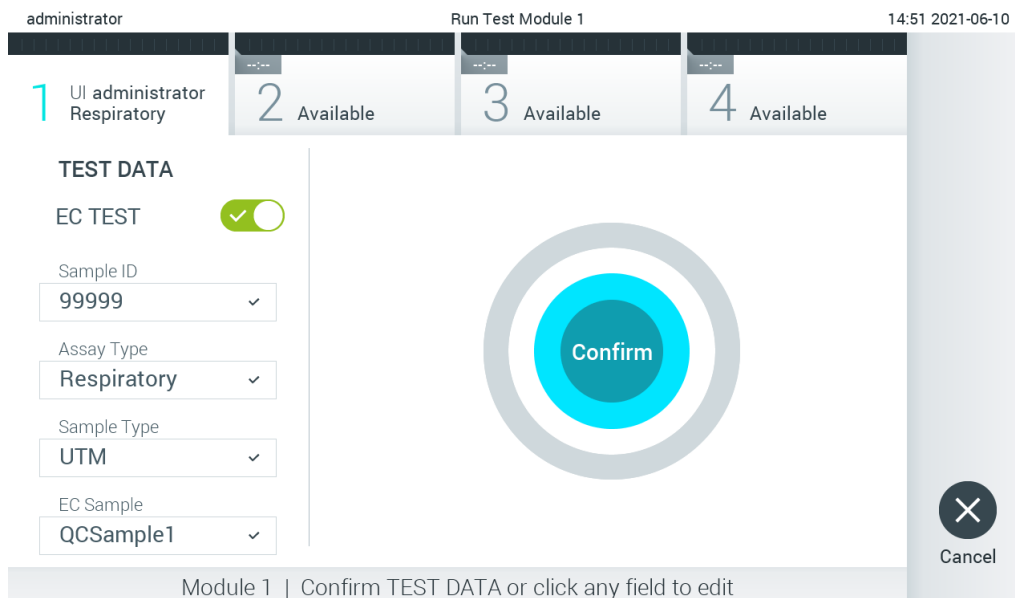 administrator Run Test Module 1 14:51 2021-06-10
--:-- --:-- --:--
1 UI administrator
Respiratory
2 Available
3 Available
4 Available
TEST DATA
EC TEST
Sample ID
99999
Assay Type
Respiratory
Sample Type
UTM
EC Sample
QCSample1
Confirm
Cancel
Module 1 | Confirm TEST DATA or click any field to edit